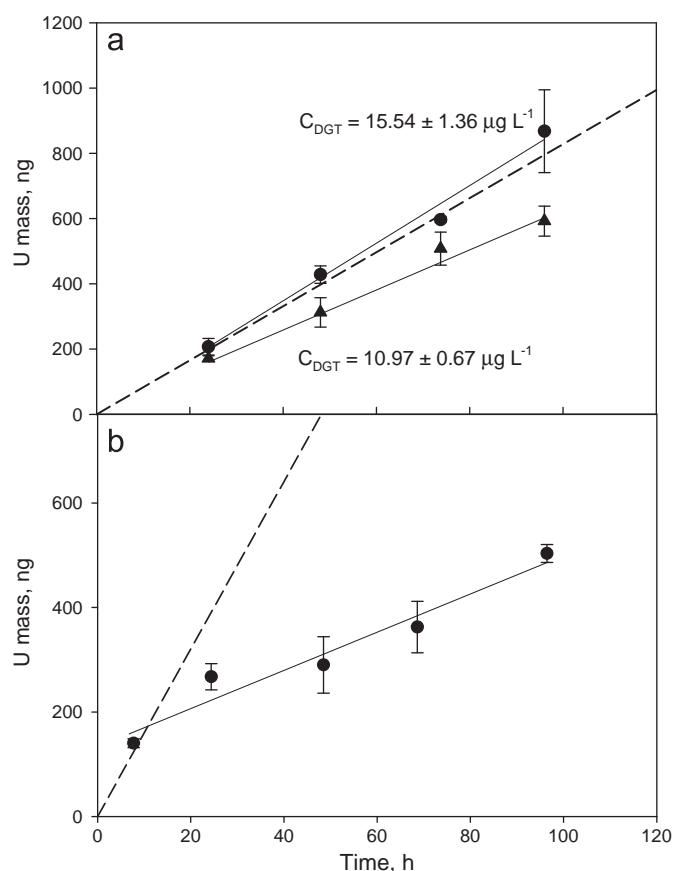 1200
a
1000
C_DGT = 15.54 ± 1.36 µg L⁻¹
800
U mass, ng
600
400
C_DGT = 10.97 ± 0.67 µg L⁻¹
200
0
b
600
U mass, ng
400
200
0
0 20 40 60 80 100 120
Time, h